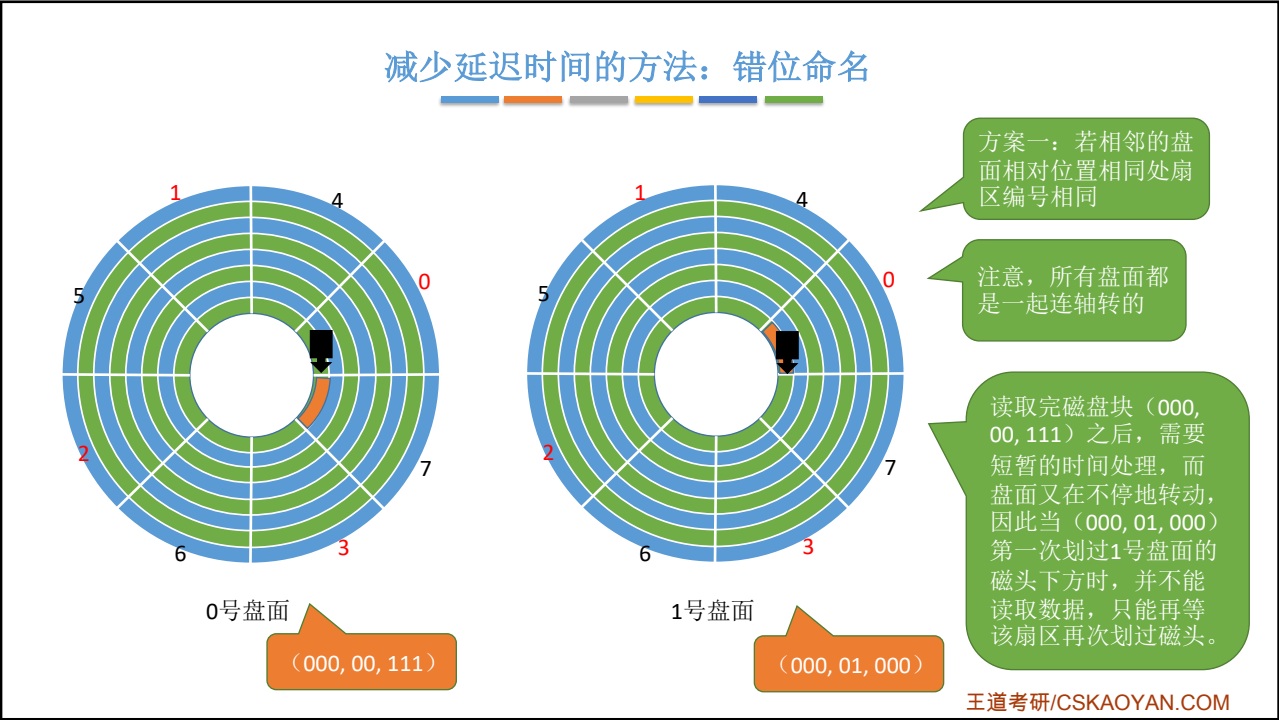 减少延迟时间的方法：错位命名
方案一：若相邻的盘
面相对位置相同处扇
区编号相同
注意，所有盘面都
是一起连轴转的
1
4
0
5
2
7
6
3
0号盘面
（000, 00, 111）
1
4
0
5
2
7
6
3
1号盘面
（000, 01, 000）
读取完磁盘块（000,
00, 111）之后，需要
短暂的时间处理，而
盘面又在不停地转动，
因此当（000, 01, 000）
第一次划过1号盘面的
磁头下方时，并不能
读取数据，只能再等
该扇区再次划过磁头。
王道考研/CSKAOYAN.COM